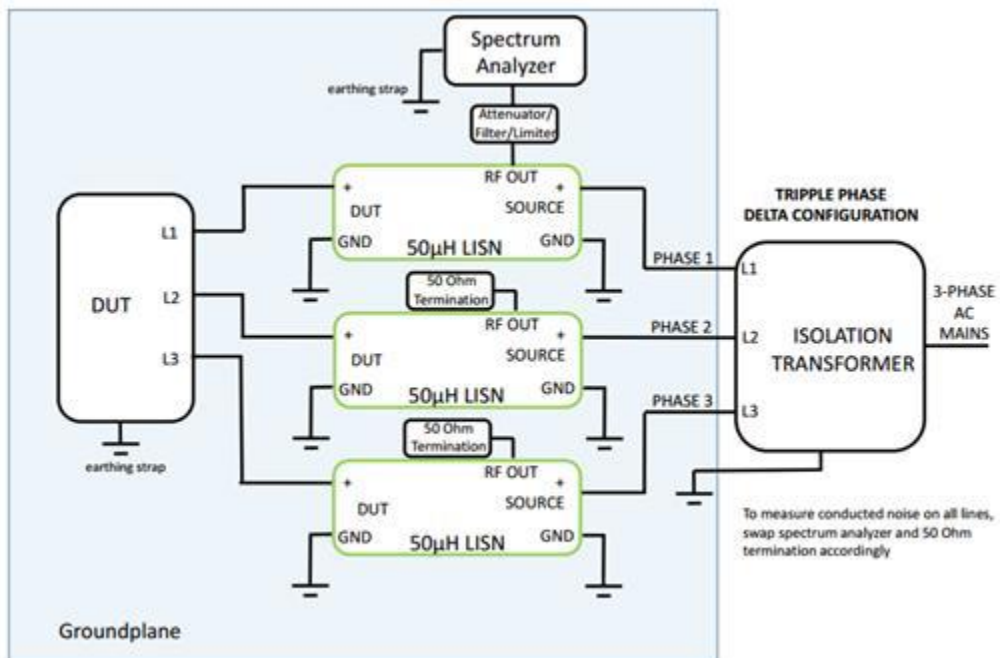 Spectrum
Analyzer
earthing strap
Attenuator/
Filter/Limiter
RF OUT
+
+
DUT
SOURCE
GND
GND
50µH LISN
TRIPPLE PHASE
DELTA CONFIGURATION
L1
L2
L3
DUT
earthing strap
50 Ohm
Termination
RF OUT
+
+
DUT
SOURCE
GND
GND
50µH LISN
50 Ohm
Termination
RF OUT
+
+
DUT
SOURCE
GND
GND
50µH LISN
PHASE 1
PHASE 2
PHASE 3
L1
L2
L3
ISOLATION
TRANSFORMER
3-PHASE
AC
MAINS
To measure conducted noise on all lines,
swap spectrum analyzer and 50 Ohm
termination accordingly
Groundplane